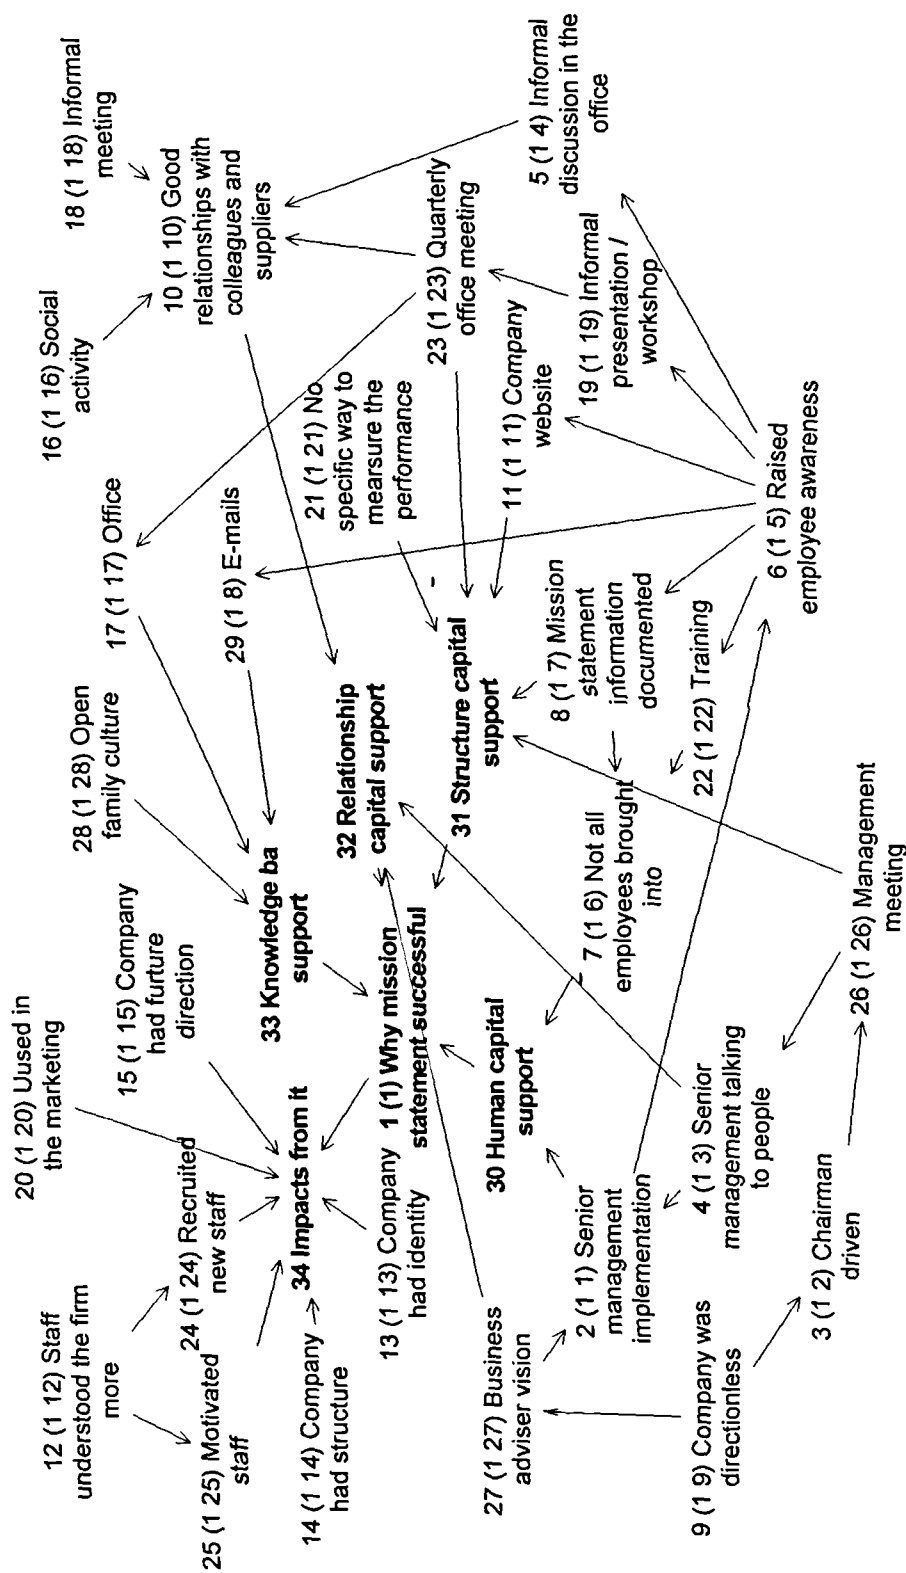 12 (1 12) Staff
understood the firm
more
20 (1 20) Uused in
the marketing
16 (1 16) Social
activity
18 (1 18) Informal
meeting
28 (1 28) Open
family culture
17 (1 17) Office
10 (1 10) Good
relationships with
colleagues and
suppliers
15 (1 15) Company
had furture
direction
24 (1 24) Recruited
new staff
25 (1 25) Motivated
staff
29 (1 8) E-mails
33 Knowledge ba
support
34 Impacts from it
14 (1 14) Company
had structure
21 (1 21) No
specific way to
mearsure the
performance
-
23 (1 23) Quarterly
office meeting
32 Relationship
capital support
13 (1 13) Company
had identity
1 (1) Why mission
statement successful
31 Structure capital
support
11 (1 11) Company
website
5 (1 4) Informal
discussion in the
office
19 (1 19) Informal
presentation /
workshop
30 Human capital
support
-
27 (1 27) Business
adviser vision
8 (1 7) Mission
statement
information
documented
7 (1 6) Not all
employees brought
into
2 (1 1) Senior
management
implementation
22 (1 22) Training
6 (1 5) Raised
employee awareness
4 (1 3) Senior
management talking
to people
9 (1 9) Company was
directionless
3 (1 2) Chairman
driven
26 (1 26) Management
meeting